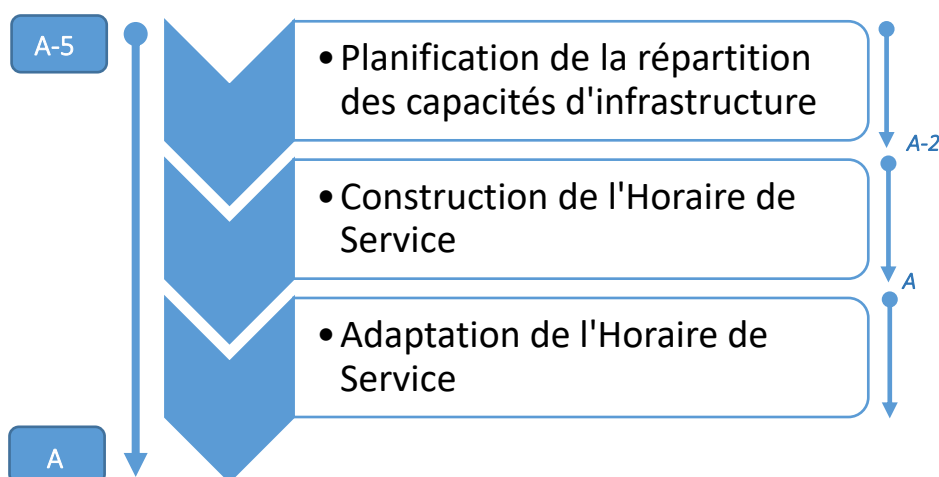 A-5
• Planification de la répartition
des capacités d'infrastructure
A-2
• Construction de l'Horaire de
Service
A
• Adaptation de l'Horaire de
Service
A